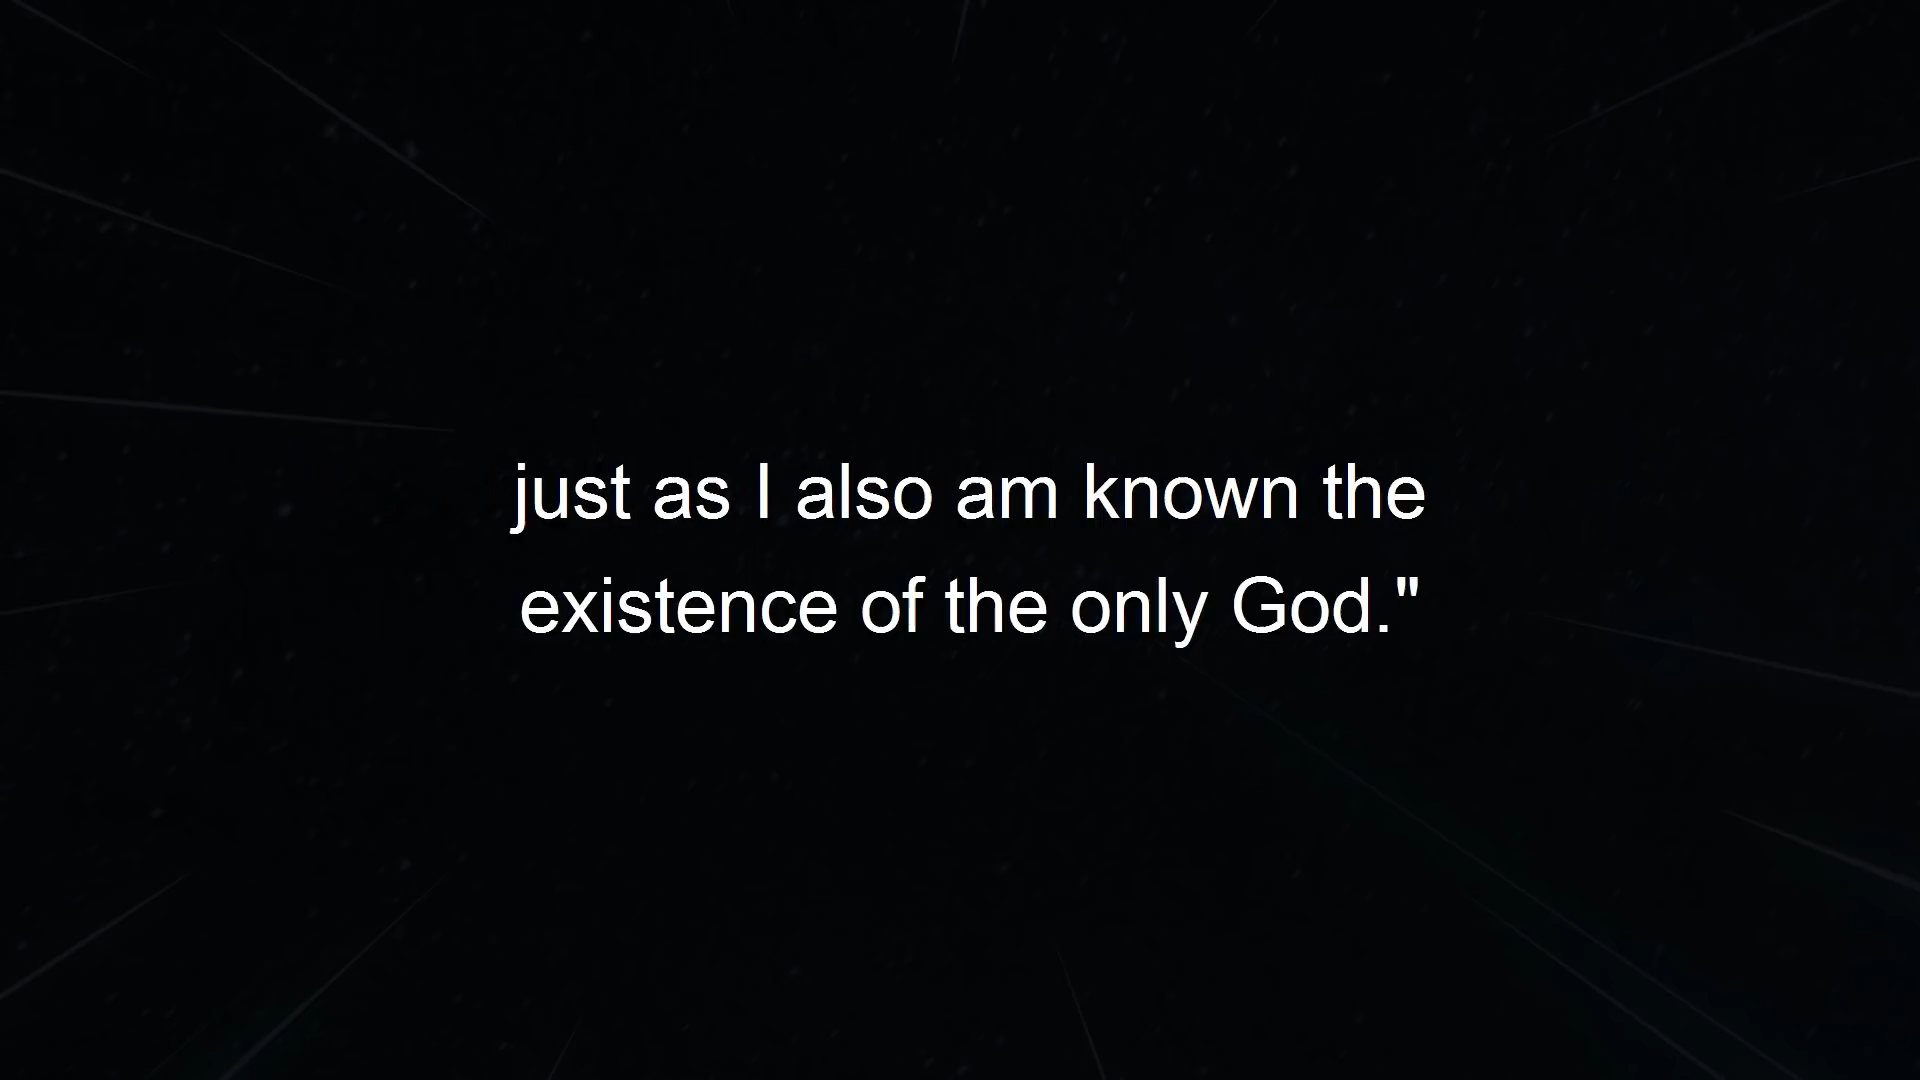 just as I also am known the
existence of the only God."